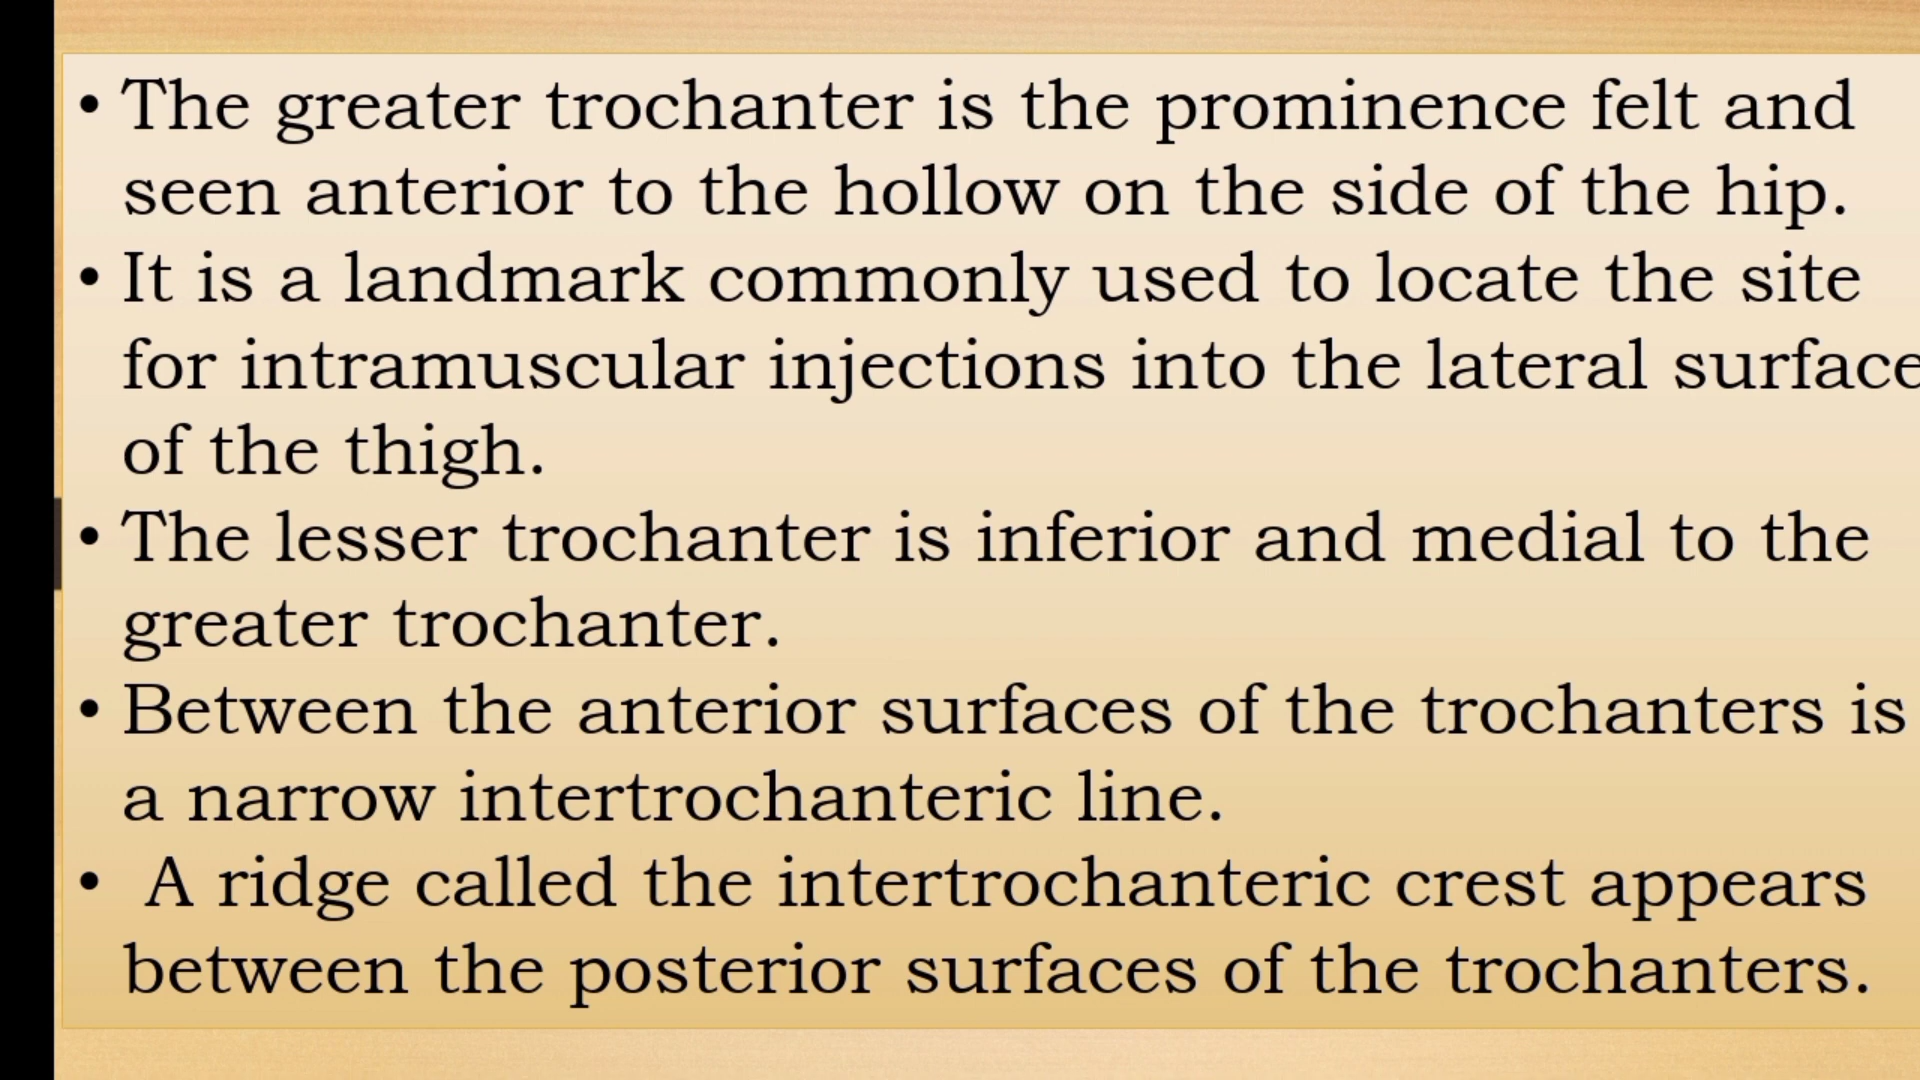 • The greater trochanter is the prominence felt and
seen anterior to the hollow on the side of the hip.
• It is a landmark commonly used to locate the site
for intramuscular injections into the lateral surface
of the thigh.
• The lesser trochanter is inferior and medial to the
greater trochanter.
• Between the anterior surfaces of the trochanters is
a narrow intertrochanteric line.
• A ridge called the intertrochanteric crest appears
between the posterior surfaces of the trochanters.